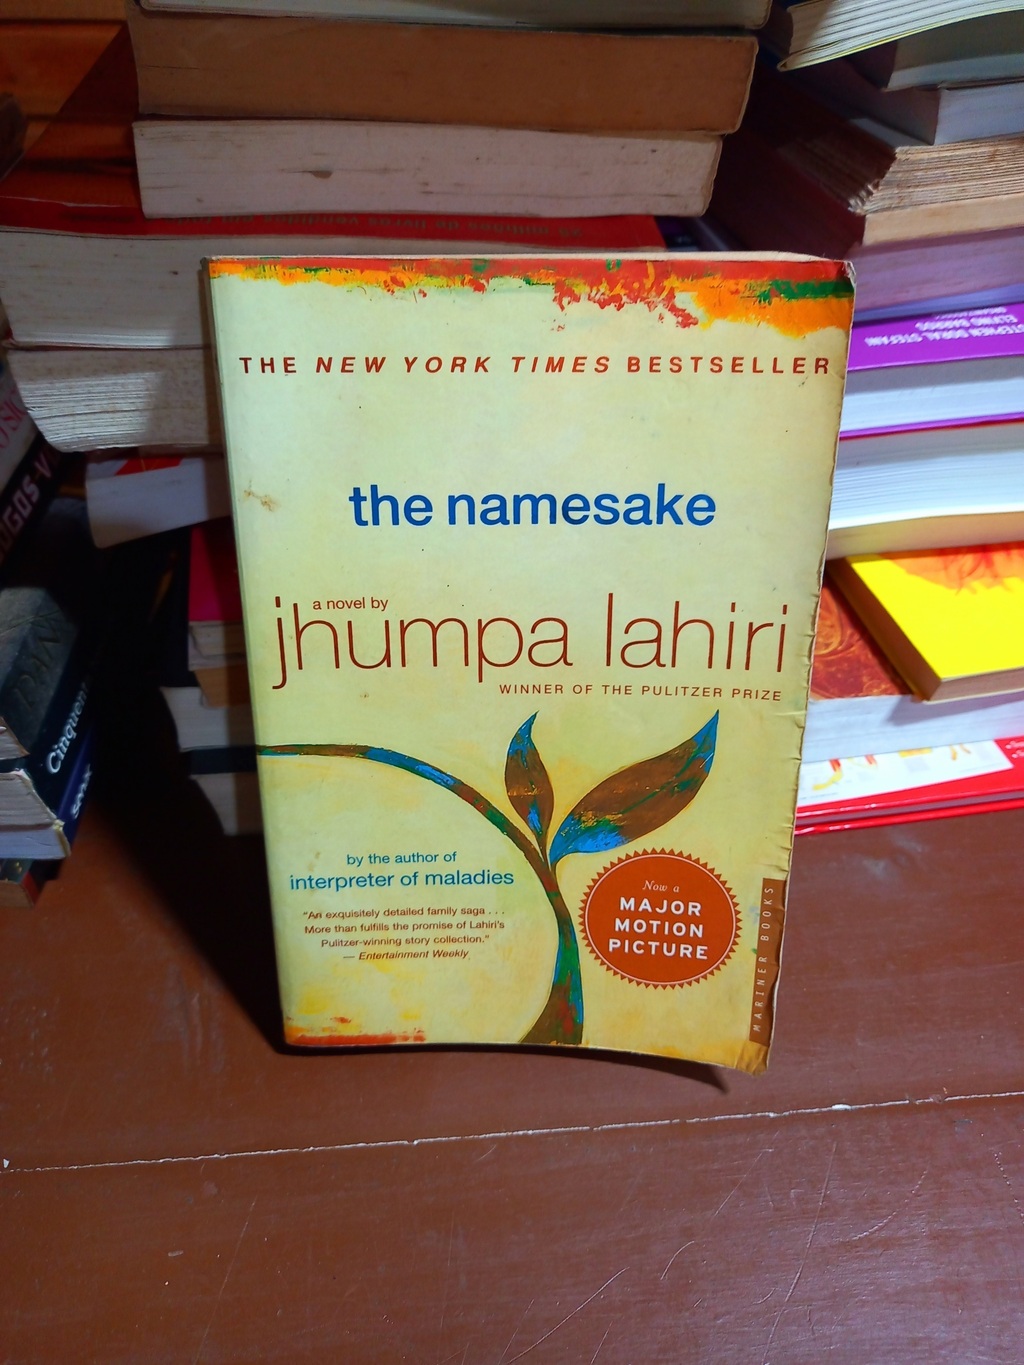 THE NEW YORK TIMES BESTSELLER
the namesake
a novel by
jhumpa lahiri
WINNER OF THE PULITZER PRIZE
by the author of
interpreter of maladies
"An exquisitely detailed family saga . . .
More than fulfills the promise of Lahiri's
Pulitzer-winning story collection."
— Entertainment Weekly
Now a
MAJOR
MOTION
PICTURE
MARINER BOOKS
Cinquen